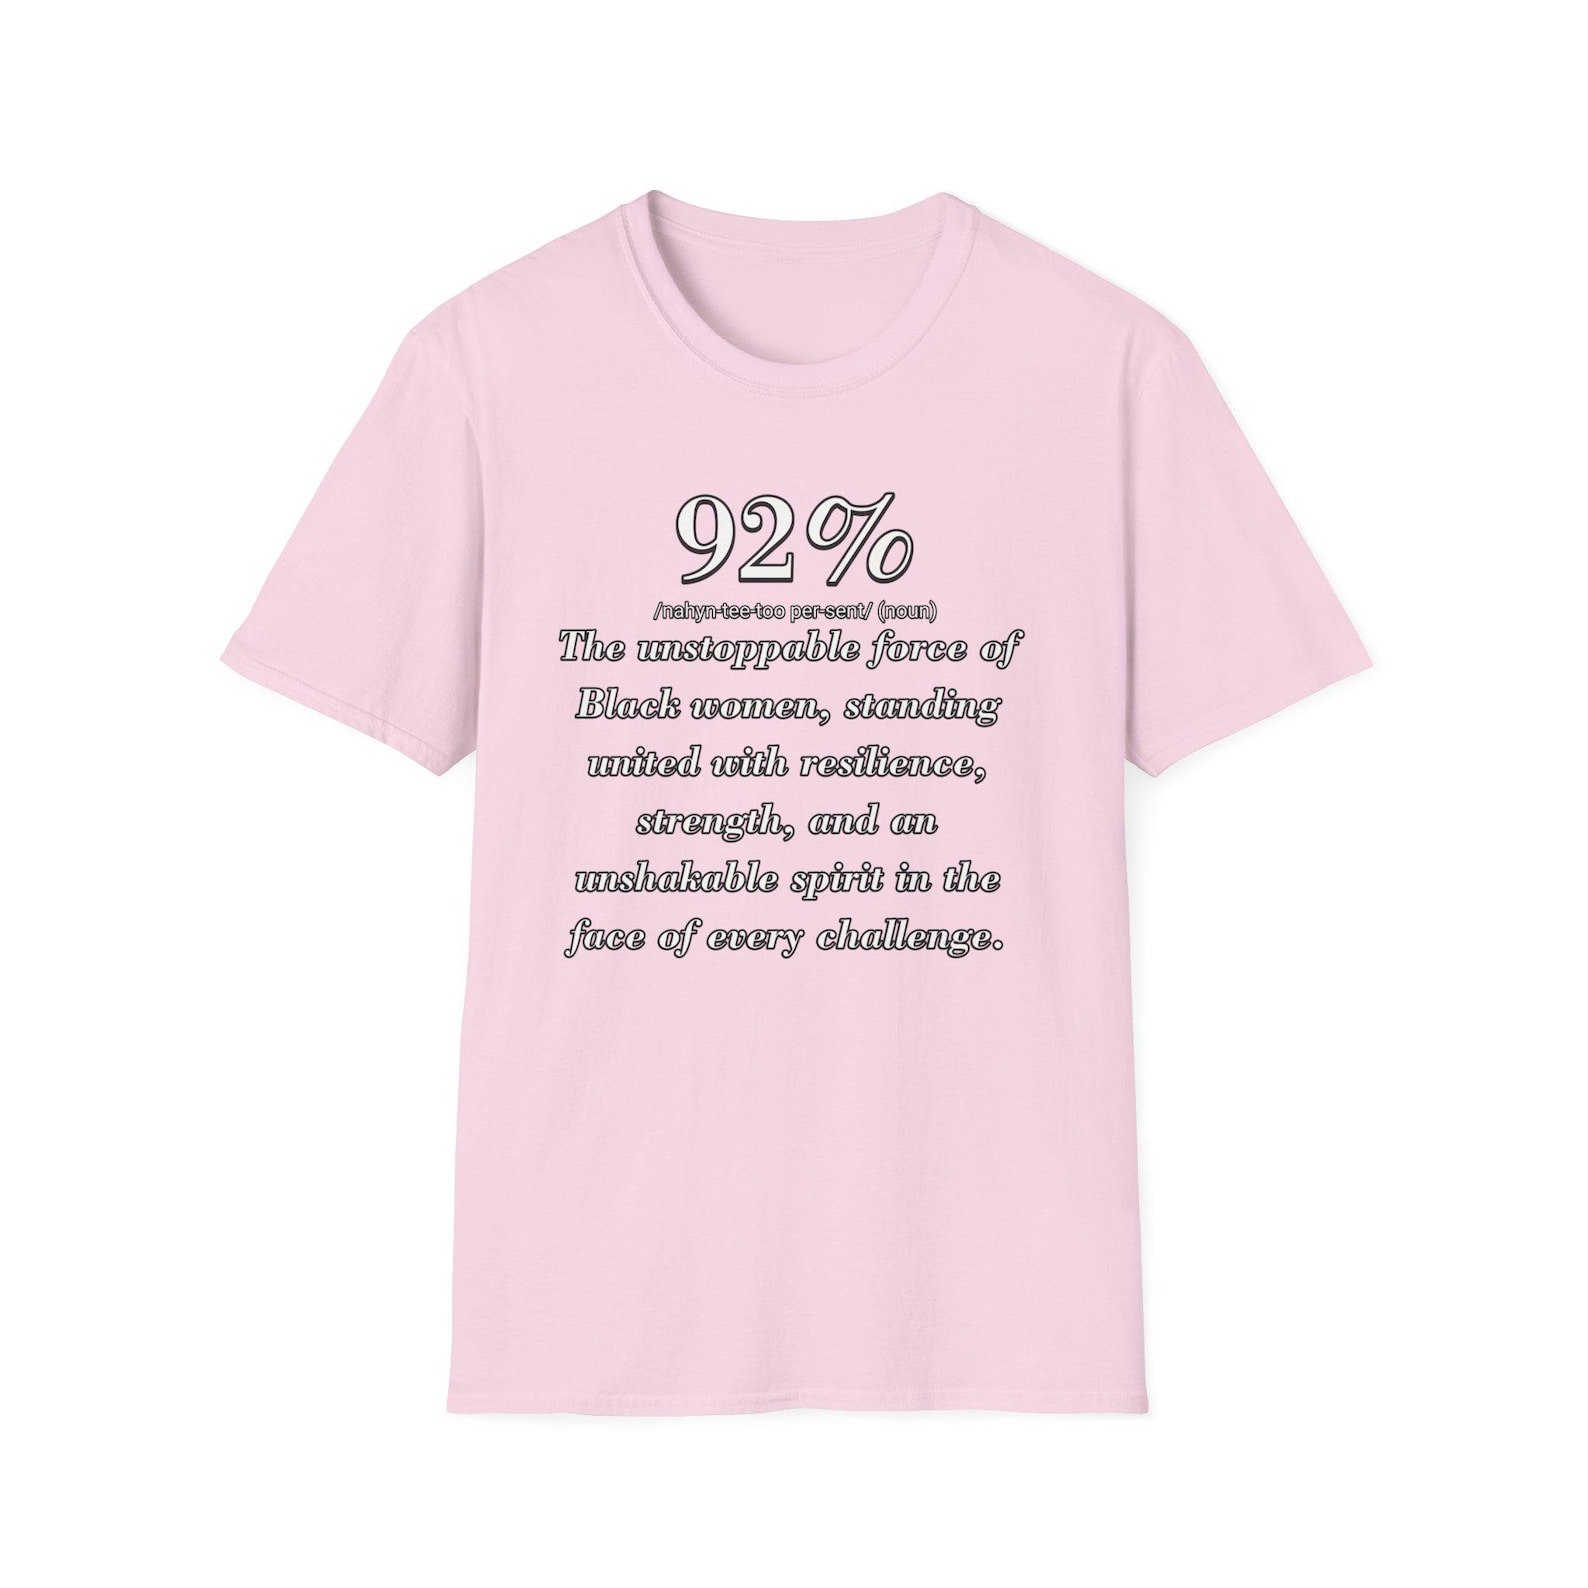 92%
/nahyn-tee-too per-sent/ (noun)
The unstoppable force of
Black women, standing
united with resilience,
strength, and an
unshakable spirit in the
face of every challenge.